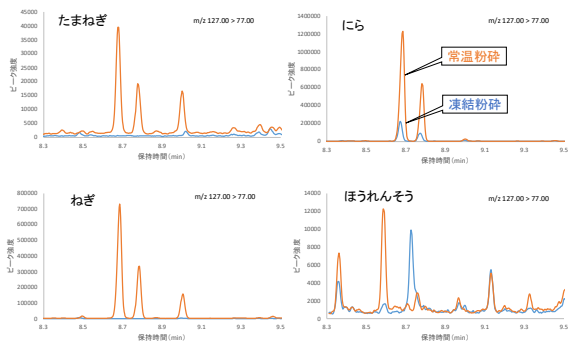 たまねぎ
m/z 127.00 > 77.00
ピーク強度
45000
40000
35000
30000
25000
20000
15000
10000
5000
0
8.3 8.5 8.7 8.9 9.1 9.3 9.5
保持時間（min）
にら
m/z 127.00 > 77.00
常温粉砕
凍結粉砕
ピーク強度
1400000
1200000
1000000
800000
600000
400000
200000
0
8.3 8.5 8.7 8.9 9.1 9.3 9.5
保持時間（min）
ねぎ
m/z 127.00 > 77.00
ピーク強度
800000
700000
600000
500000
400000
300000
200000
100000
0
8.3 8.5 8.7 8.9 9.1 9.3 9.5
保持時間（min）
ほうれんそう
m/z 127.00 > 77.00
ピーク強度
14000
12000
10000
8000
6000
4000
2000
0
8.3 8.5 8.7 8.9 9.1 9.3 9.5
保持時間（min）